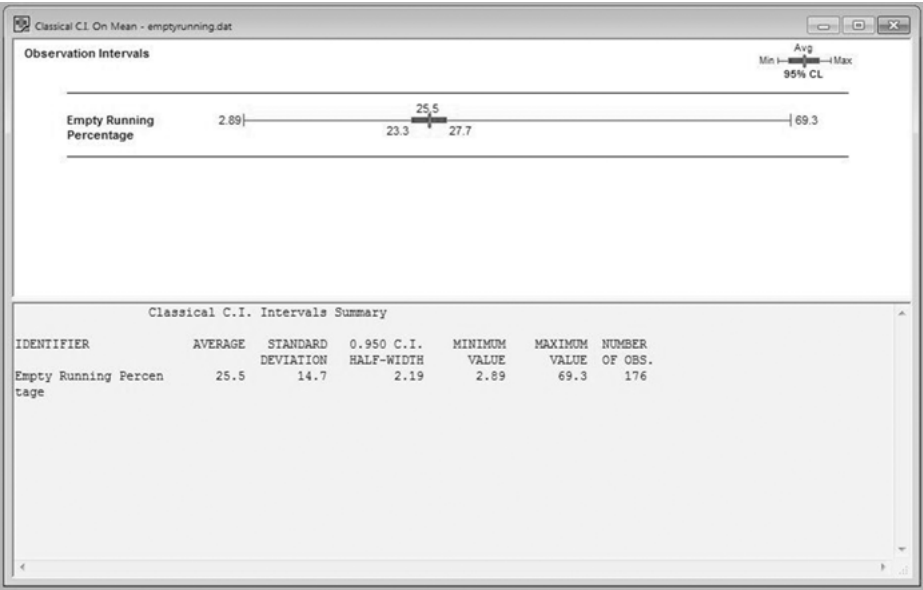 Classical C.I. On Mean - emptyrunning.dat
Observation Intervals
Avg
Min Max
95% CL
Empty Running
Percentage
2.89 25.5 69.3
23.3 27.7
Classical C.I. Intervals Summary
IDENTIFIER AVERAGE STANDARD 0.950 C.I. MINIMUM MAXIMUM NUMBER
DEVIATION HALF-WIDTH VALUE VALUE OF OBS.
Empty Running Percen 25.5 14.7 2.19 2.89 69.3 176
tage